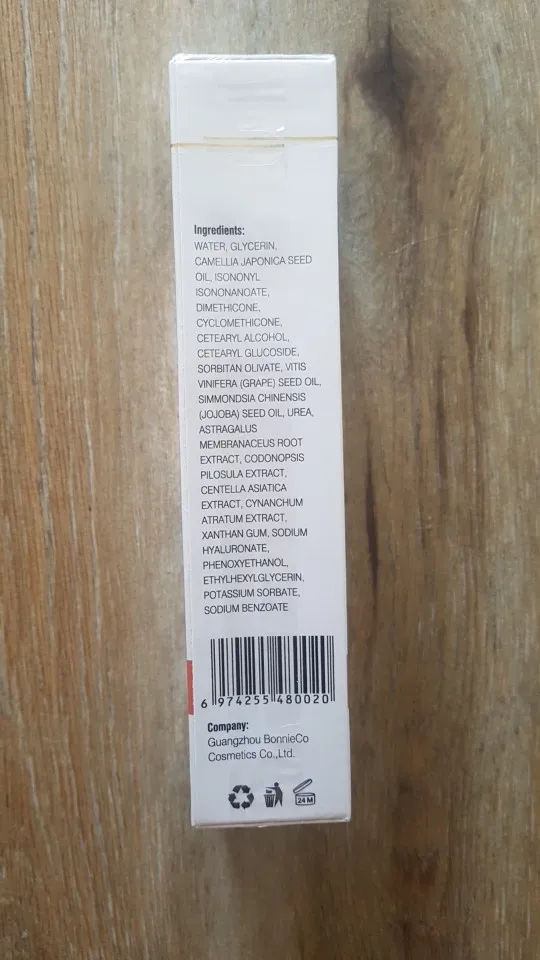 Ingredients:
WATER, GLYCERIN,
CAMELLIA JAPONICA SEED
OIL, ISONONYL
ISONONANOATE,
DIMETHICONE,
CYCLOMETHICONE,
CETEARYL ALCOHOL,
CETEARYL GLUCOSIDE,
SORBITAN OLIVATE, VITIS
VINIFERA (GRAPE) SEED OIL,
SIMMONDSIA CHINENSIS
(JOJOBA) SEED OIL, UREA,
ASTRAGALUS
MEMBRANACEUS ROOT
EXTRACT, CODONOPSIS
PILOSULA EXTRACT,
CENTELLA ASIATICA
EXTRACT, CYNANCHUM
ATRATUM EXTRACT,
XANTHAN GUM, SODIUM
HYALURONATE,
PHENOXYETHANOL,
ETHYLHEXYLGLYCERIN,
POTASSIUM SORBATE,
SODIUM BENZOATE
6 974255 480020
Company:
Guangzhou BonnieCo
Cosmetics Co.,Ltd.
24 M